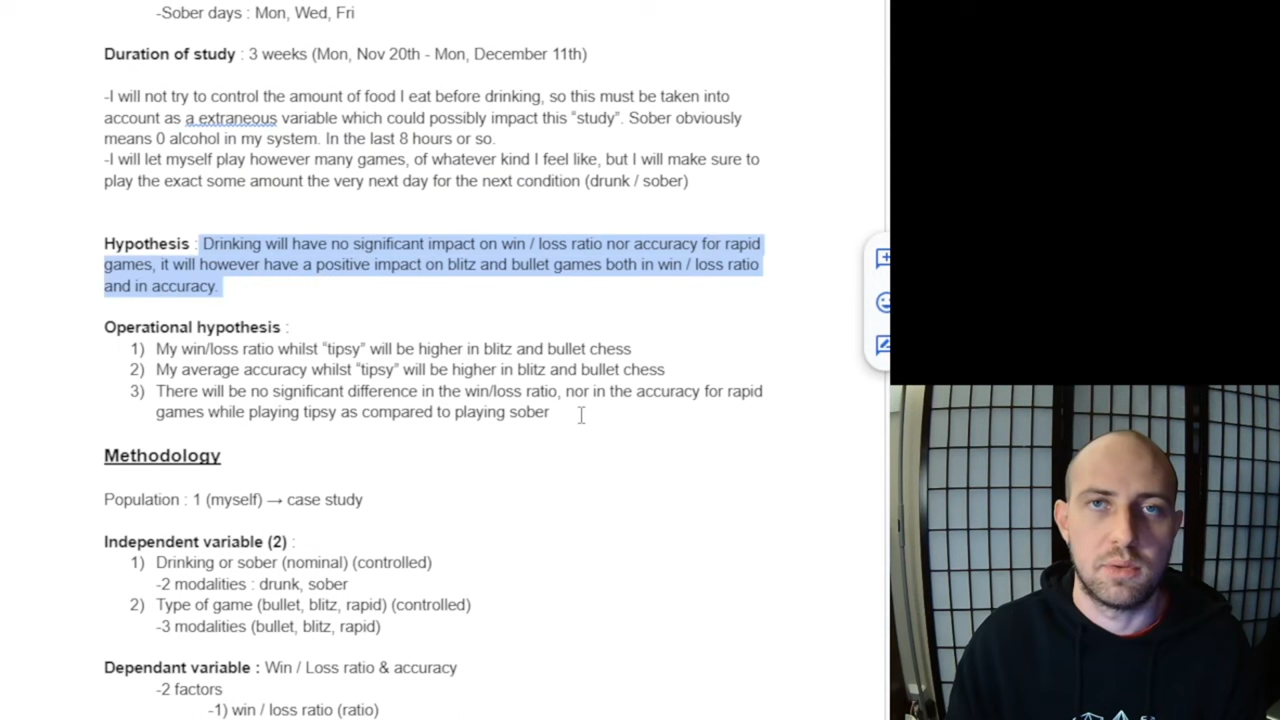 -Sober days : Mon, Wed, Fri
Duration of study : 3 weeks (Mon, Nov 20th - Mon, December 11th)
-I will not try to control the amount of food I eat before drinking, so this must be taken into
account as a extraneous variable which could possibly impact this “study”. Sober obviously
means 0 alcohol in my system. In the last 8 hours or so.
-I will let myself play however many games, of whatever kind I feel like, but I will make sure to
play the exact some amount the very next day for the next condition (drunk / sober)
Hypothesis : Drinking will have no significant impact on win / loss ratio nor accuracy for rapid
games, it will however have a positive impact on blitz and bullet games both in win / loss ratio
and in accuracy.
Operational hypothesis :
1) My win/loss ratio whilst “tipsy” will be higher in blitz and bullet chess
2) My average accuracy whilst “tipsy” will be higher in blitz and bullet chess
3) There will be no significant difference in the win/loss ratio, nor in the accuracy for rapid
games while playing tipsy as compared to playing sober
Methodology
Population : 1 (myself) → case study
Independent variable (2) :
1) Drinking or sober (nominal) (controlled)
-2 modalities : drunk, sober
2) Type of game (bullet, blitz, rapid) (controlled)
-3 modalities (bullet, blitz, rapid)
Dependant variable : Win / Loss ratio & accuracy
-2 factors
-1) win / loss ratio (ratio)